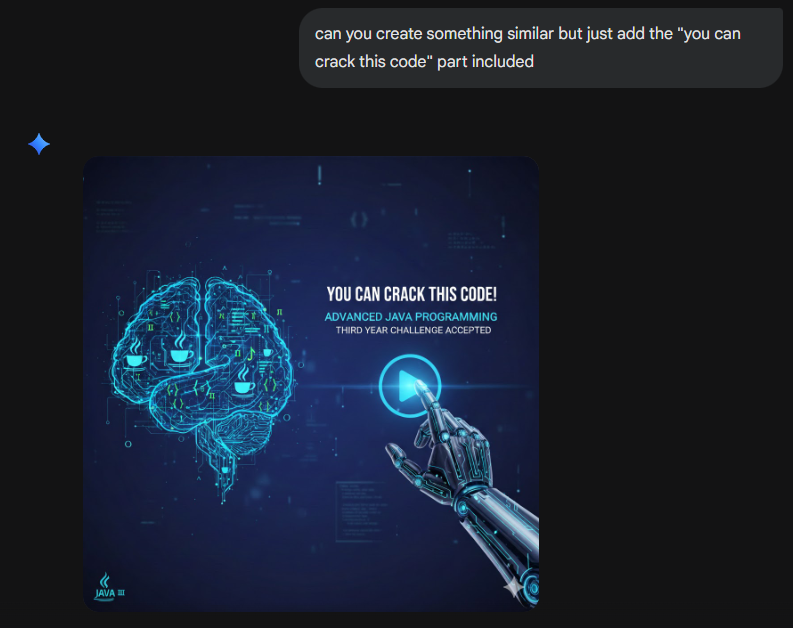 can you create something similar but just add the "you can
crack this code" part included
YOU CAN CRACK THIS CODE!
ADVANCED JAVA PROGRAMMING
THIRD YEAR CHALLENGE ACCEPTED
JAVA III